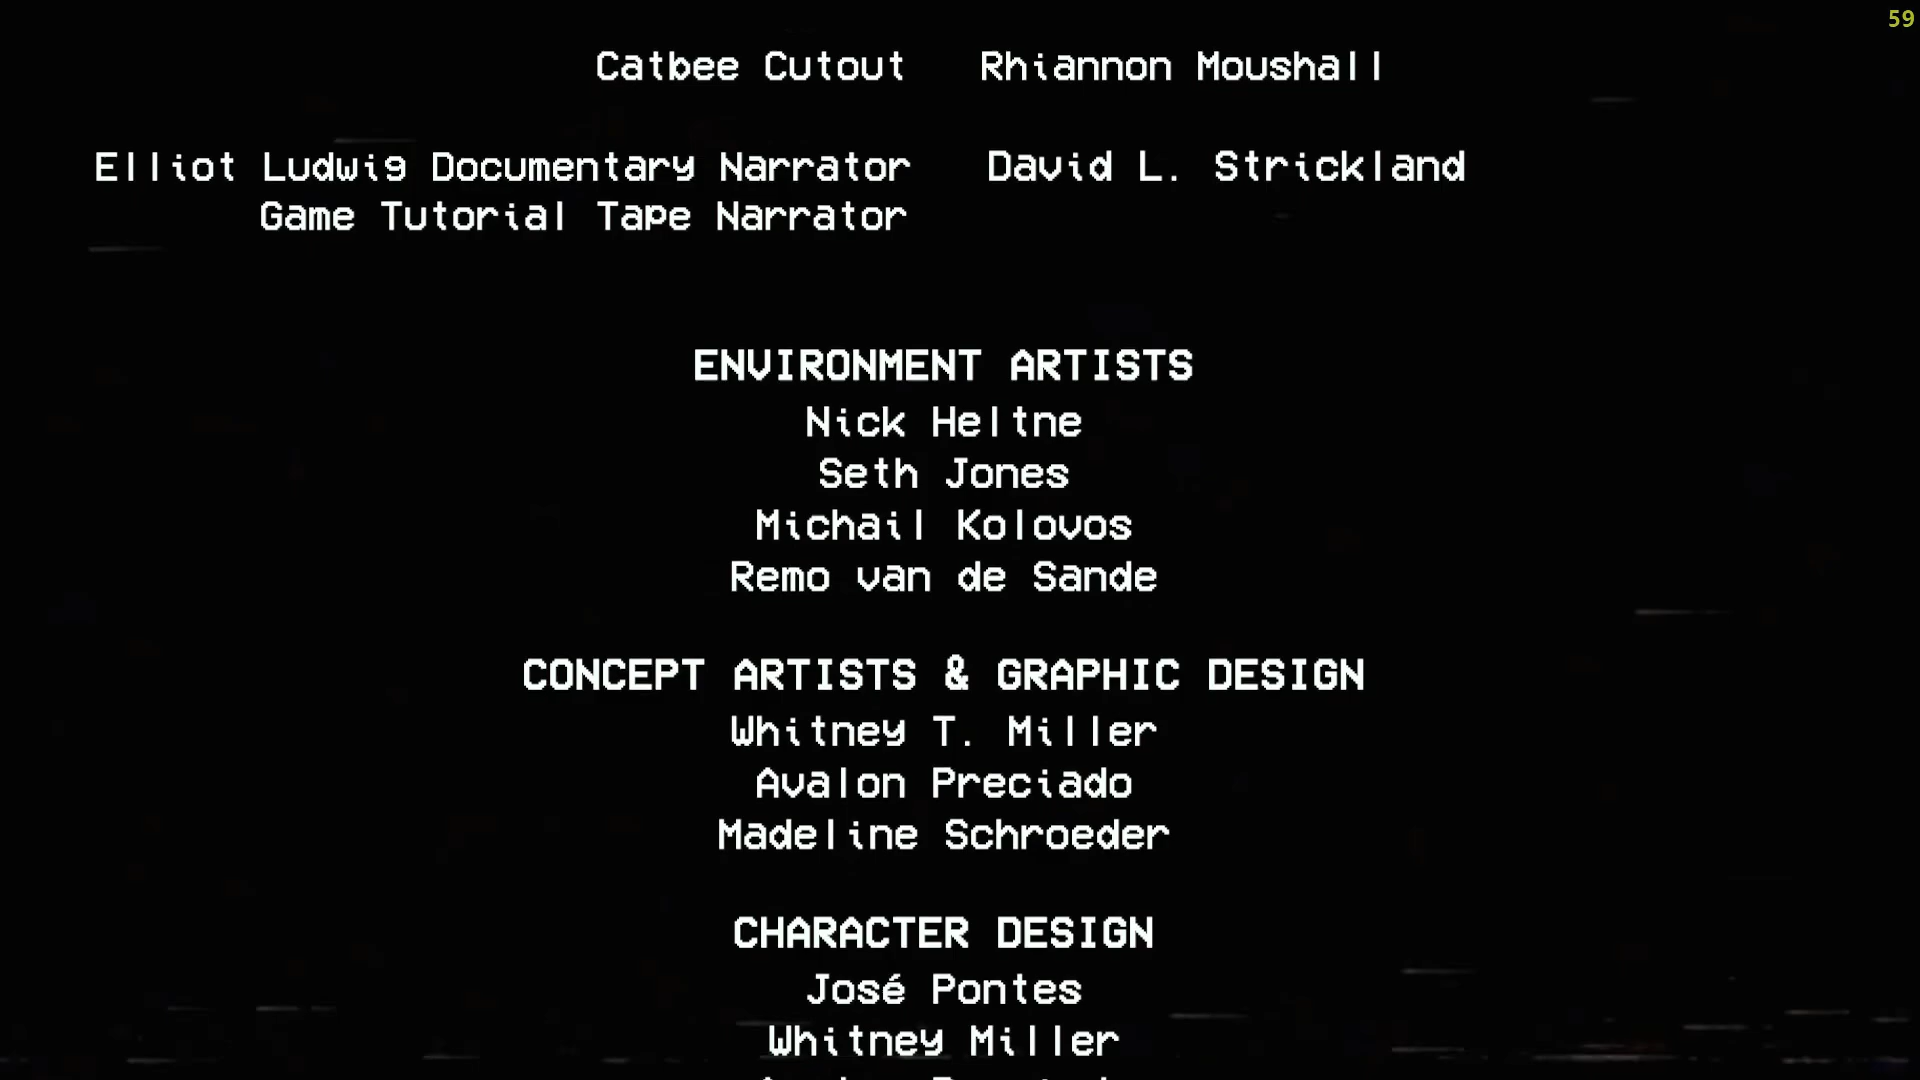 59
Catbee Cutout Rhiannon Moushall
Elliot Ludwig Documentary Narrator David L. Strickland
Game Tutorial Tape Narrator
ENVIRONMENT ARTISTS
Nick Heltne
Seth Jones
Michail Kolovos
Remo van de Sande
CONCEPT ARTISTS & GRAPHIC DESIGN
Whitney T. Miller
Avalon Preciado
Madeline Schroeder
CHARACTER DESIGN
José Pontes
Whitney Miller